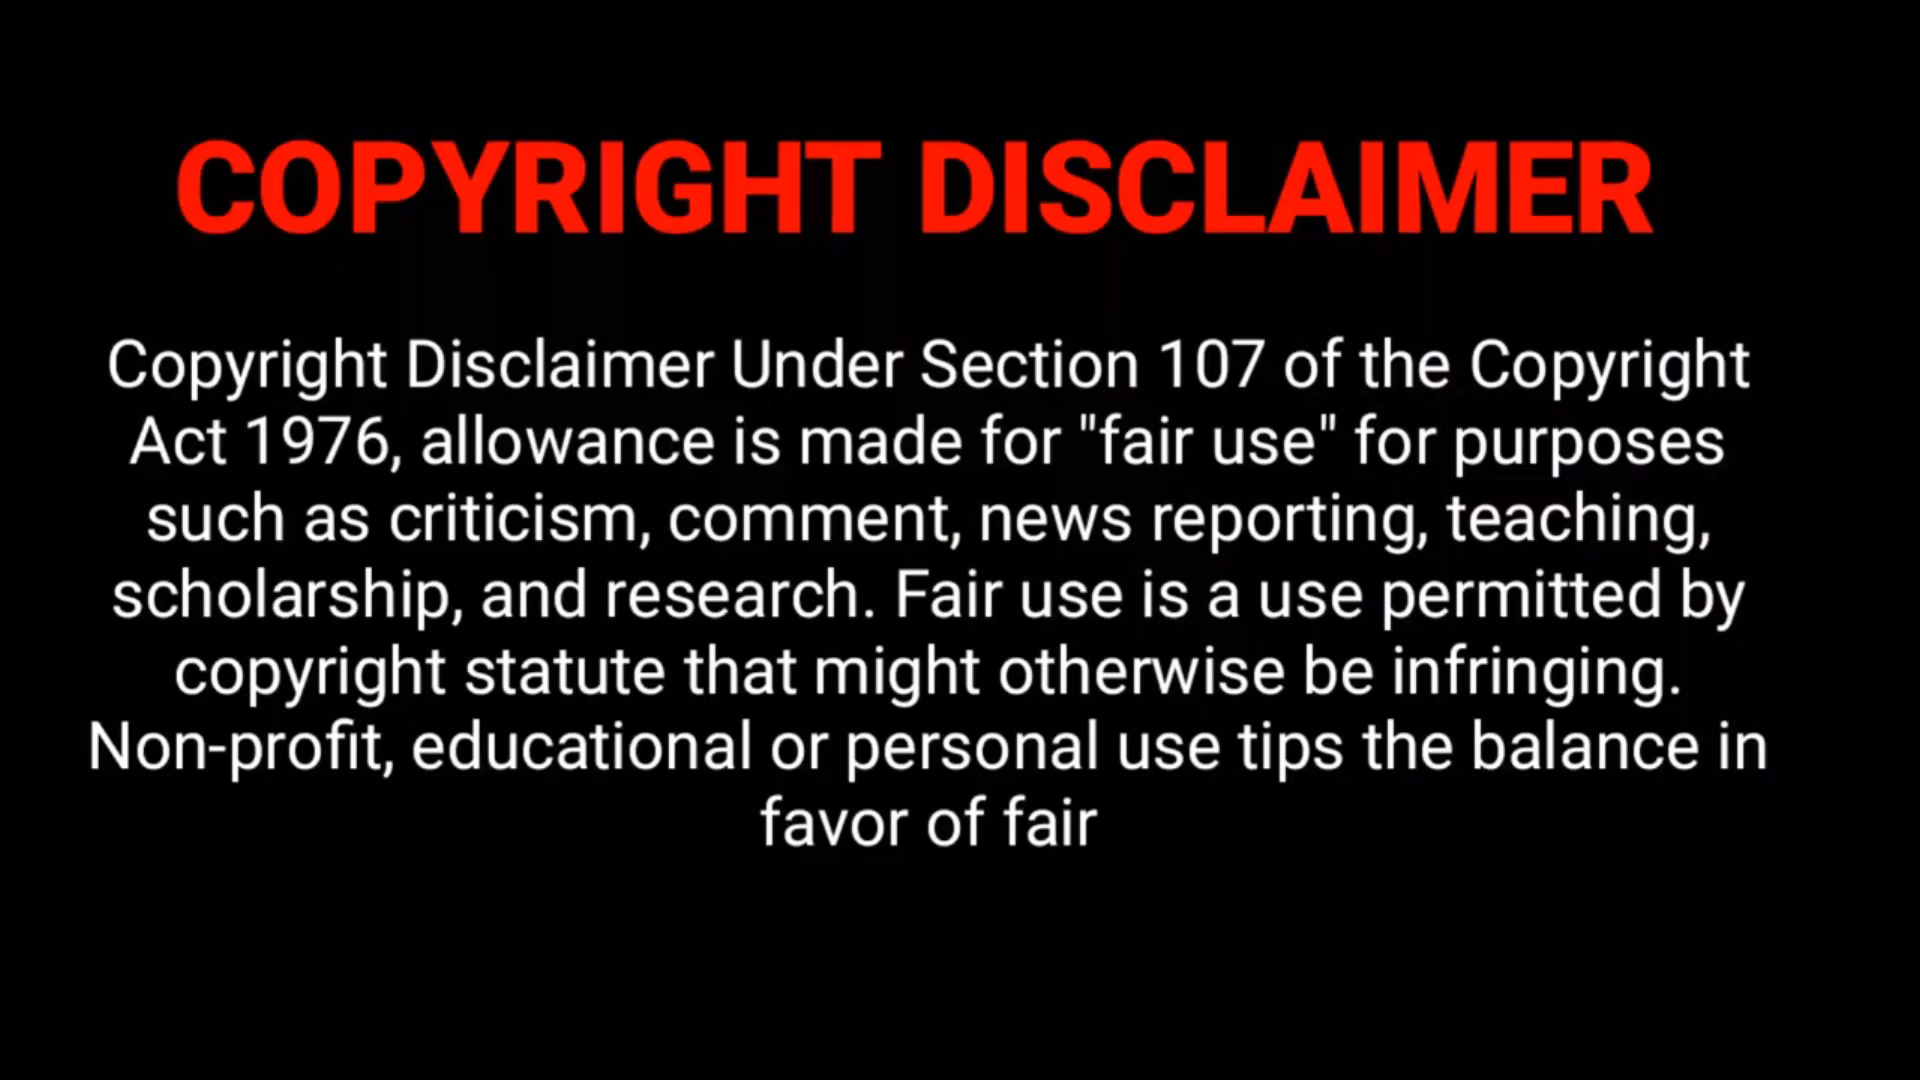 COPYRIGHT DISCLAIMER
Copyright Disclaimer Under Section 107 of the Copyright
Act 1976, allowance is made for "fair use" for purposes
such as criticism, comment, news reporting, teaching,
scholarship, and research. Fair use is a use permitted by
copyright statute that might otherwise be infringing.
Non-profit, educational or personal use tips the balance in
favor of fair